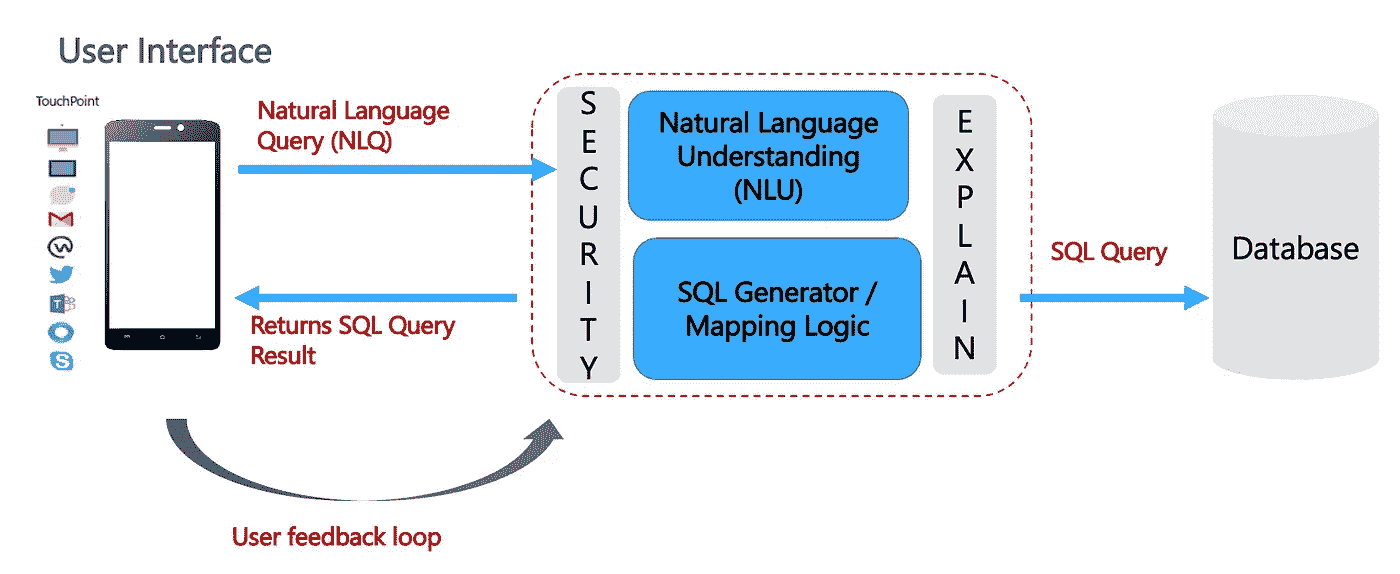 User Interface
TouchPoint
Natural Language
Query (NLQ)
Returns SQL Query
Result
User feedback loop
SECURITY
Natural Language
Understanding
(NLU)
SQL Generator /
Mapping Logic
EXPLAIN
SQL Query
Database